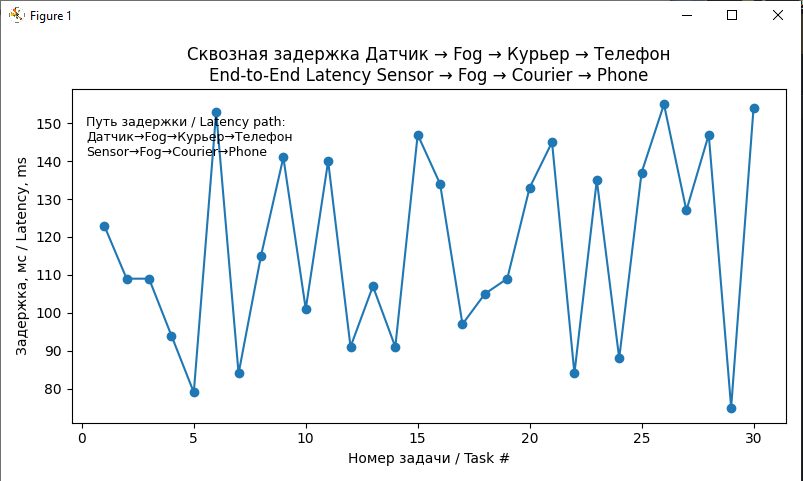 Figure 1
Сквозная задержка Датчик → Fog → Курьер → Телефон
End-to-End Latency Sensor → Fog → Courier → Phone
Путь задержки / Latency path:
Датчик→Fog→Курьер→Телефон
Sensor→Fog→Courier→Phone
Задержка, мс / Latency, ms
150
140
130
120
110
100
90
80
0 5 10 15 20 25 30
Номер задачи / Task #